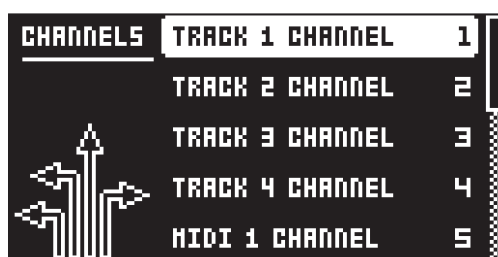 CHANNELS
TRACK 1 CHANNEL 1
TRACK 2 CHANNEL 2
TRACK 3 CHANNEL 3
TRACK 4 CHANNEL 4
MIDI 1 CHANNEL 5